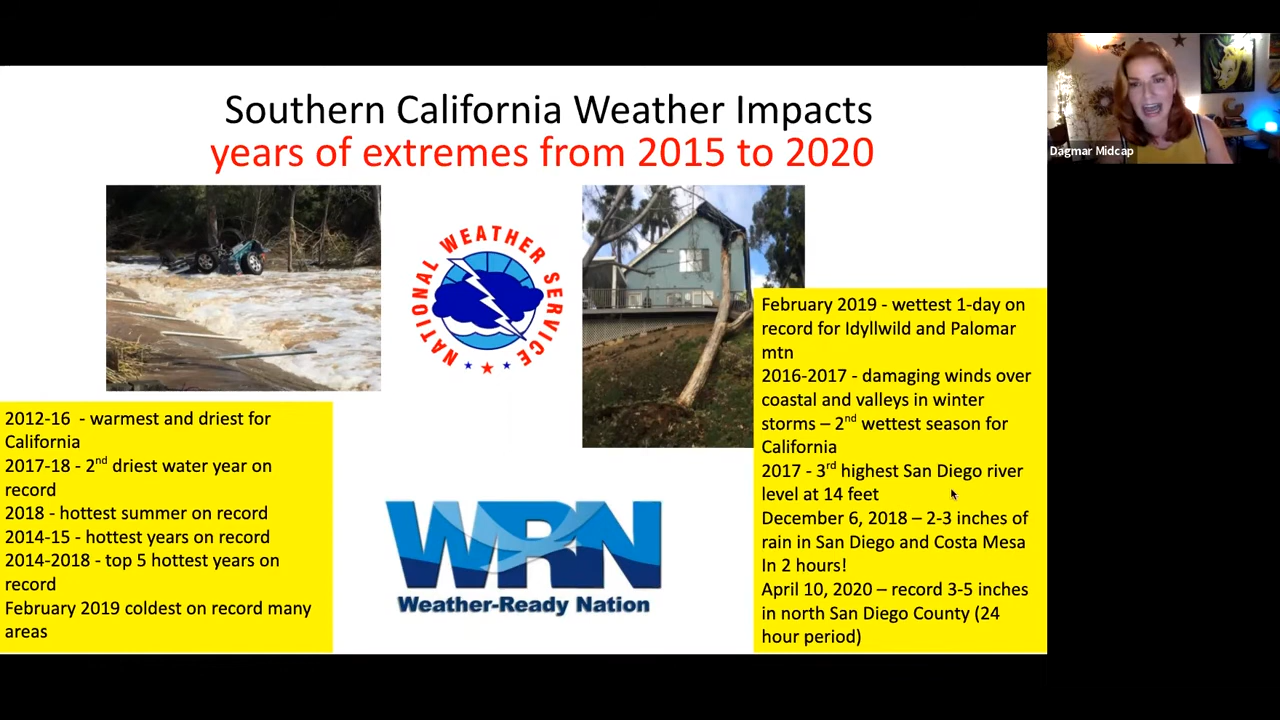 Southern California Weather Impacts
years of extremes from 2015 to 2020
Dagmar Midcap
NATIONAL WEATHER SERVICE
2012-16 - warmest and driest for
California
2017-18 - 2nd driest water year on
record
2018 - hottest summer on record
2014-15 - hottest years on record
2014-2018 - top 5 hottest years on
record
February 2019 coldest on record many
areas
WRN
Weather-Ready Nation
February 2019 - wettest 1-day on
record for Idyllwild and Palomar
mtn
2016-2017 - damaging winds over
coastal and valleys in winter
storms – 2nd wettest season for
California
2017 - 3rd highest San Diego river
level at 14 feet
December 6, 2018 – 2-3 inches of
rain in San Diego and Costa Mesa
In 2 hours!
April 10, 2020 – record 3-5 inches
in north San Diego County (24
hour period)